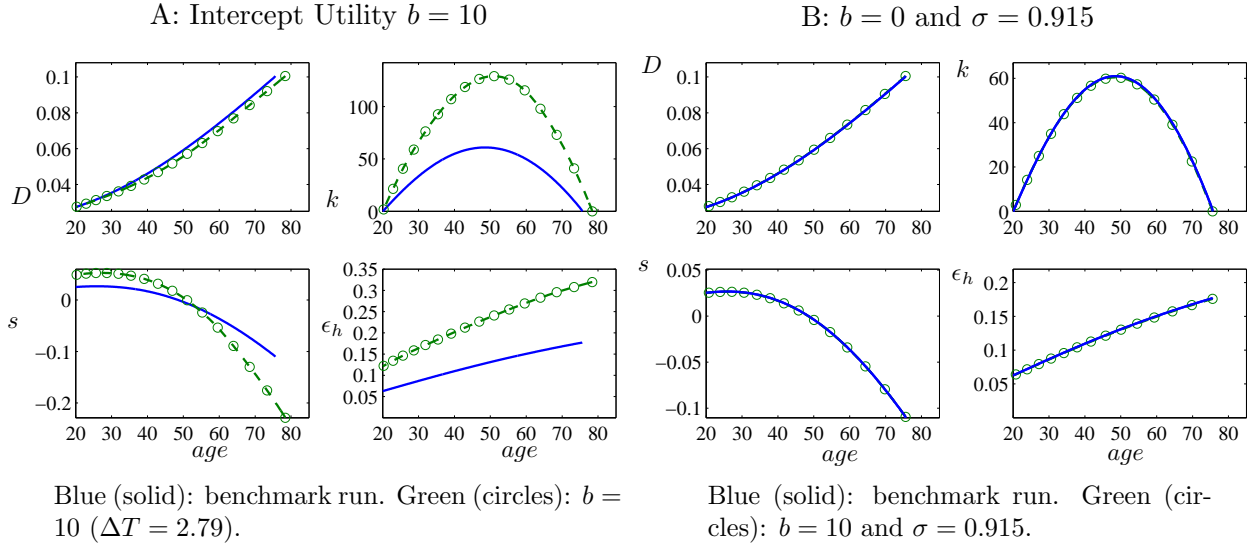 A: Intercept Utility b = 10
B: b = 0 and σ = 0.915
D
0.1
0.08
0.06
0.04
20 30 40 50 60 70 80
k
100
50
0
20 30 40 50 60 70 80
D
0.1
0.08
0.06
0.04
20 30 40 50 60 70 80
k
60
40
20
0
20 30 40 50 60 70 80
s
0
−0.1
−0.2
20 30 40 50 60 70 80
age
ϵh
0.35
0.3
0.25
0.2
0.15
0.1
0.05
20 30 40 50 60 70 80
age
s
0.05
0
−0.05
−0.1
20 30 40 50 60 70 80
age
ϵh
0.2
0.15
0.1
0.05
20 30 40 50 60 70 80
age
Blue (solid): benchmark run. Green (circles): b =
10 (ΔT = 2.79).
Blue (solid): benchmark run. Green (cir-
cles): b = 10 and σ = 0.915.